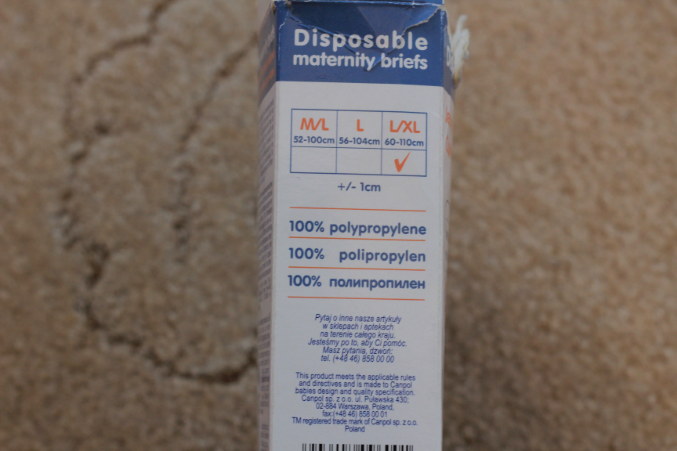 Disposable
maternity briefs
M/L L L/XL
52-100cm 56-104cm 60-110cm
+/- 1cm
100% polypropylene
100% polipropylen
100% полипропилен
Pytaj o inne nasze artykuły
w sklepach i aptekach
na terenie całego kraju.
Jesteśmy po to, aby Ci pomóc.
Masz pytania, dzwoń:
tel. (+48 46) 858 00 00
This product meets the applicable rules
and directives and is made to Canpol
babies design and quality specification.
Canpol sp. z o.o. ul. Puławska 430;
02-884 Warszawa, Poland.
fax:(+48 46) 858 00 01
TM registered trade mark of Canpol sp. z o.o.
Poland